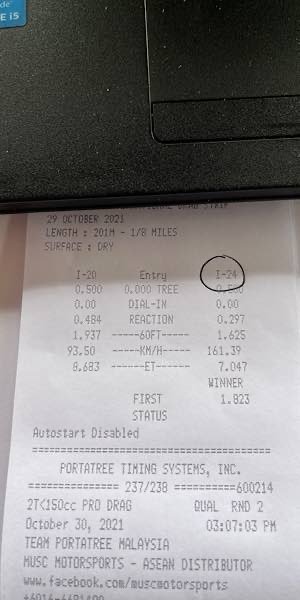 E i5
29 OCTOBER 2021
LENGTH : 201M - 1/8 MILES
SURFACE : DRY
I-20 Entry I-24
0.500 0.000 TREE 0.500
0.00 DIAL-IN 0.00
0.484 REACTION 0.297
1.937 -----60FT----- 1.625
93.50 -----KM/H----- 161.39
8.683 ------ET------ 7.047
WINNER
FIRST 1.823
STATUS
Autostart Disabled
=====================================
PORTATREE TIMING SYSTEMS, INC.
============== 237/238 ==========600214
2T<150cc PRO DRAG QUAL RND 2
October 30, 2021 03:07:03 PM
TEAM PORTATREE MALAYSIA
MUSC MOTORSPORTS - ASEAN DISTRIBUTOR
www.facebook.com/muscmotorsports